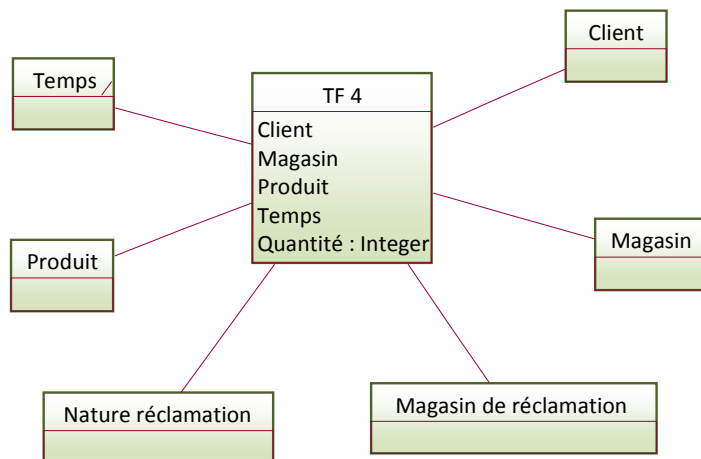 Client
Temps
TF 4
Client
Magasin
Produit
Temps
Quantité : Integer
Magasin
Produit
Nature réclamation
Magasin de réclamation